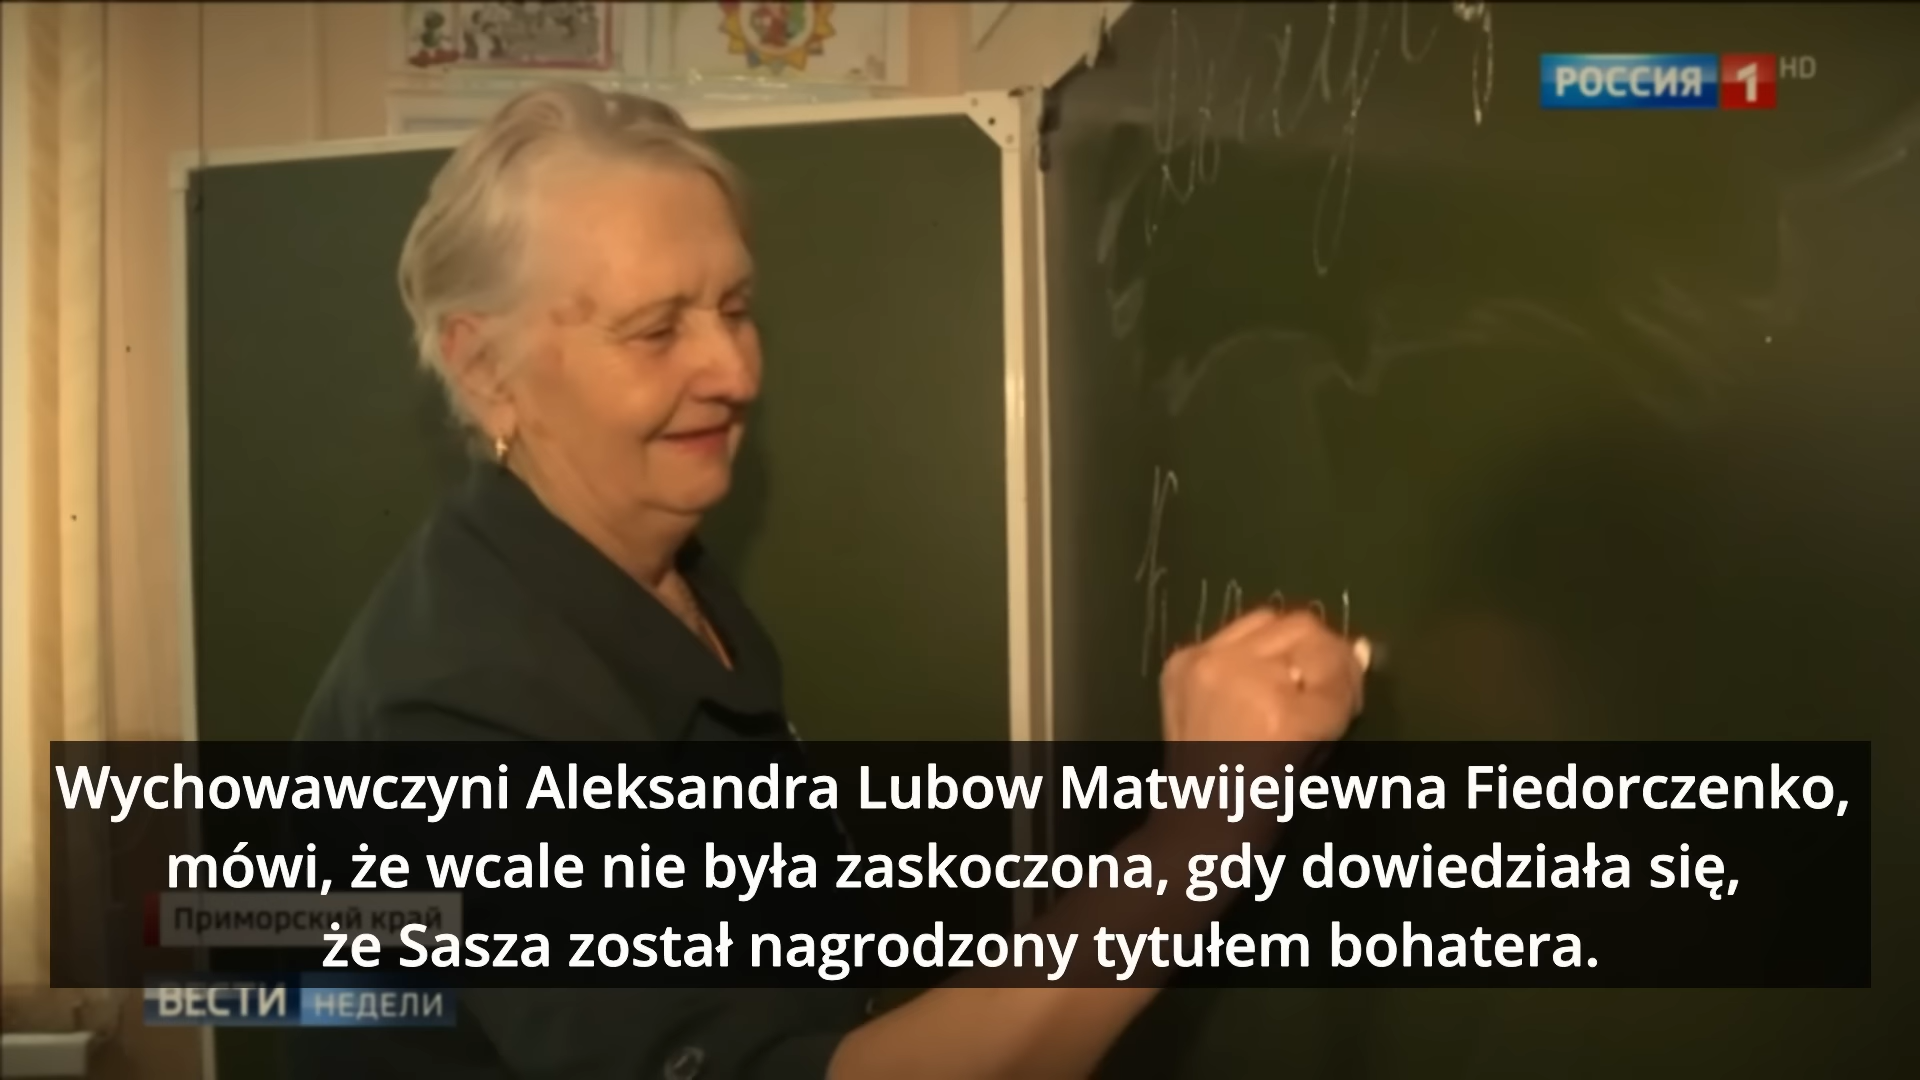 РОССИЯ 1 HD
Wychowawczyni Aleksandra Lubow Matwijejewna Fiedorczenko,
mówi, że wcale nie była zaskoczona, gdy dowiedziała się,
Приморский край
że Sasza został nagrodzony tytułem bohatera.
ВЕСТИ НЕДЕЛИ